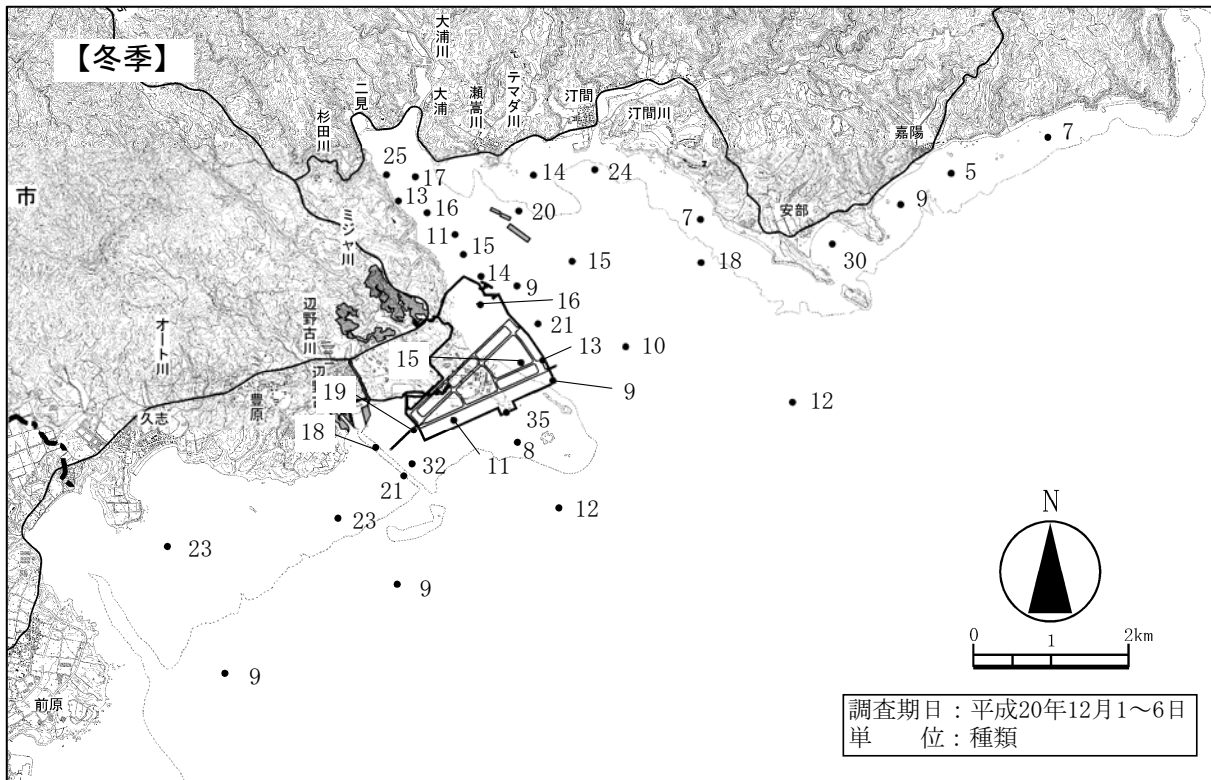 【冬季】
大浦川
二見
大浦
瀬嵩川
テマダ川
汀間
汀間川
杉田川
嘉陽
市
ミジャ川
安部
辺野古川
オート川
豊原
久志
前原
7
5
9
30
25
17
14
24
13
16
20
7
11
15
15
18
14
9
16
21
13
10
15
9
12
19
35
18
8
11
32
21
12
23
23
9
9
N
0 1 2km
調査期日：平成20年12月1～6日
単　　位：種類